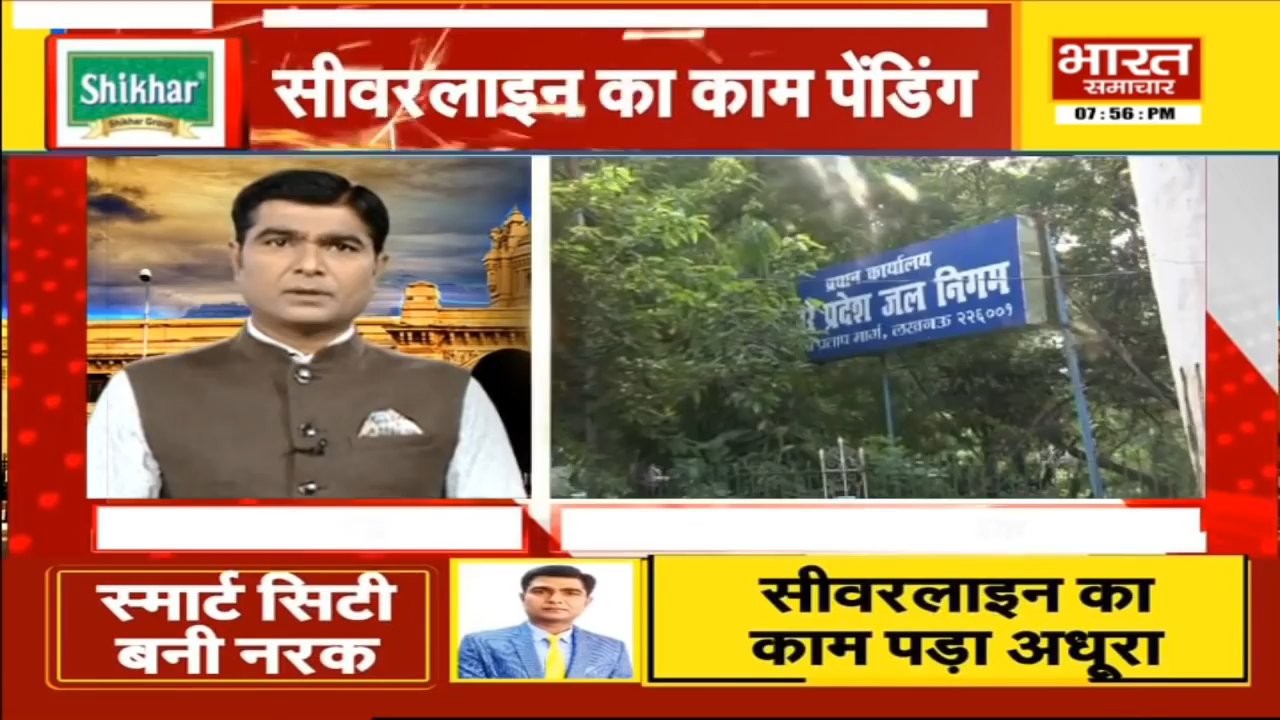 Shikhar
Shikhar Group
सीवरलाइन का काम पेंडिंग
भारत
समाचार
07:56:PM
प्रधान कार्यालय
प्रदेश जल निगम
प्रताप मार्ग, लखनऊ २२६००१
स्मार्ट सिटी
बनी नरक
सीवरलाइन का
काम पड़ा अधूरा